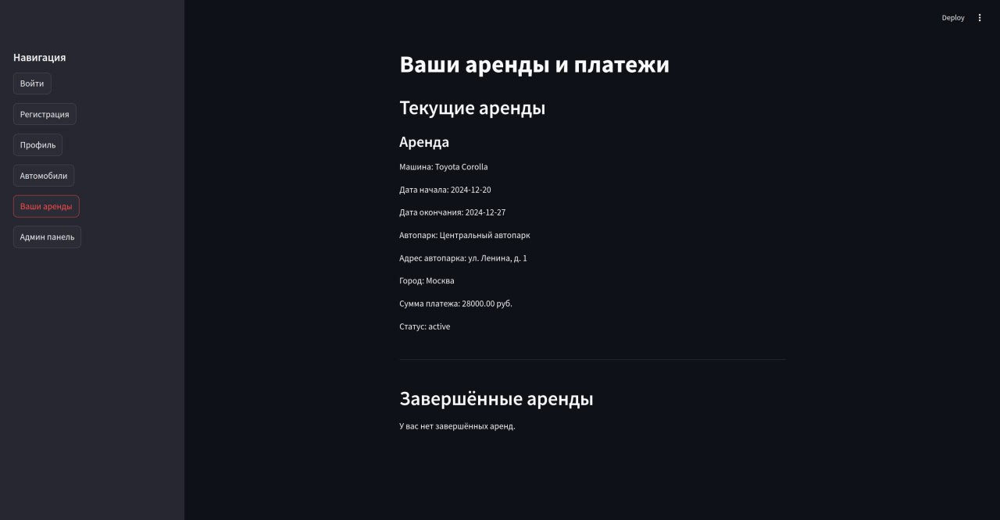 Deploy
Навигация
Войти
Регистрация
Профиль
Автомобили
Ваши аренды
Админ панель
Ваши аренды и платежи
Текущие аренды
Аренда
Машина: Toyota Corolla
Дата начала: 2024-12-20
Дата окончания: 2024-12-27
Автопарк: Центральный автопарк
Адрес автопарка: ул. Ленина, д. 1
Город: Москва
Сумма платежа: 28000.00 руб.
Статус: active
Завершённые аренды
У вас нет завершённых аренд.